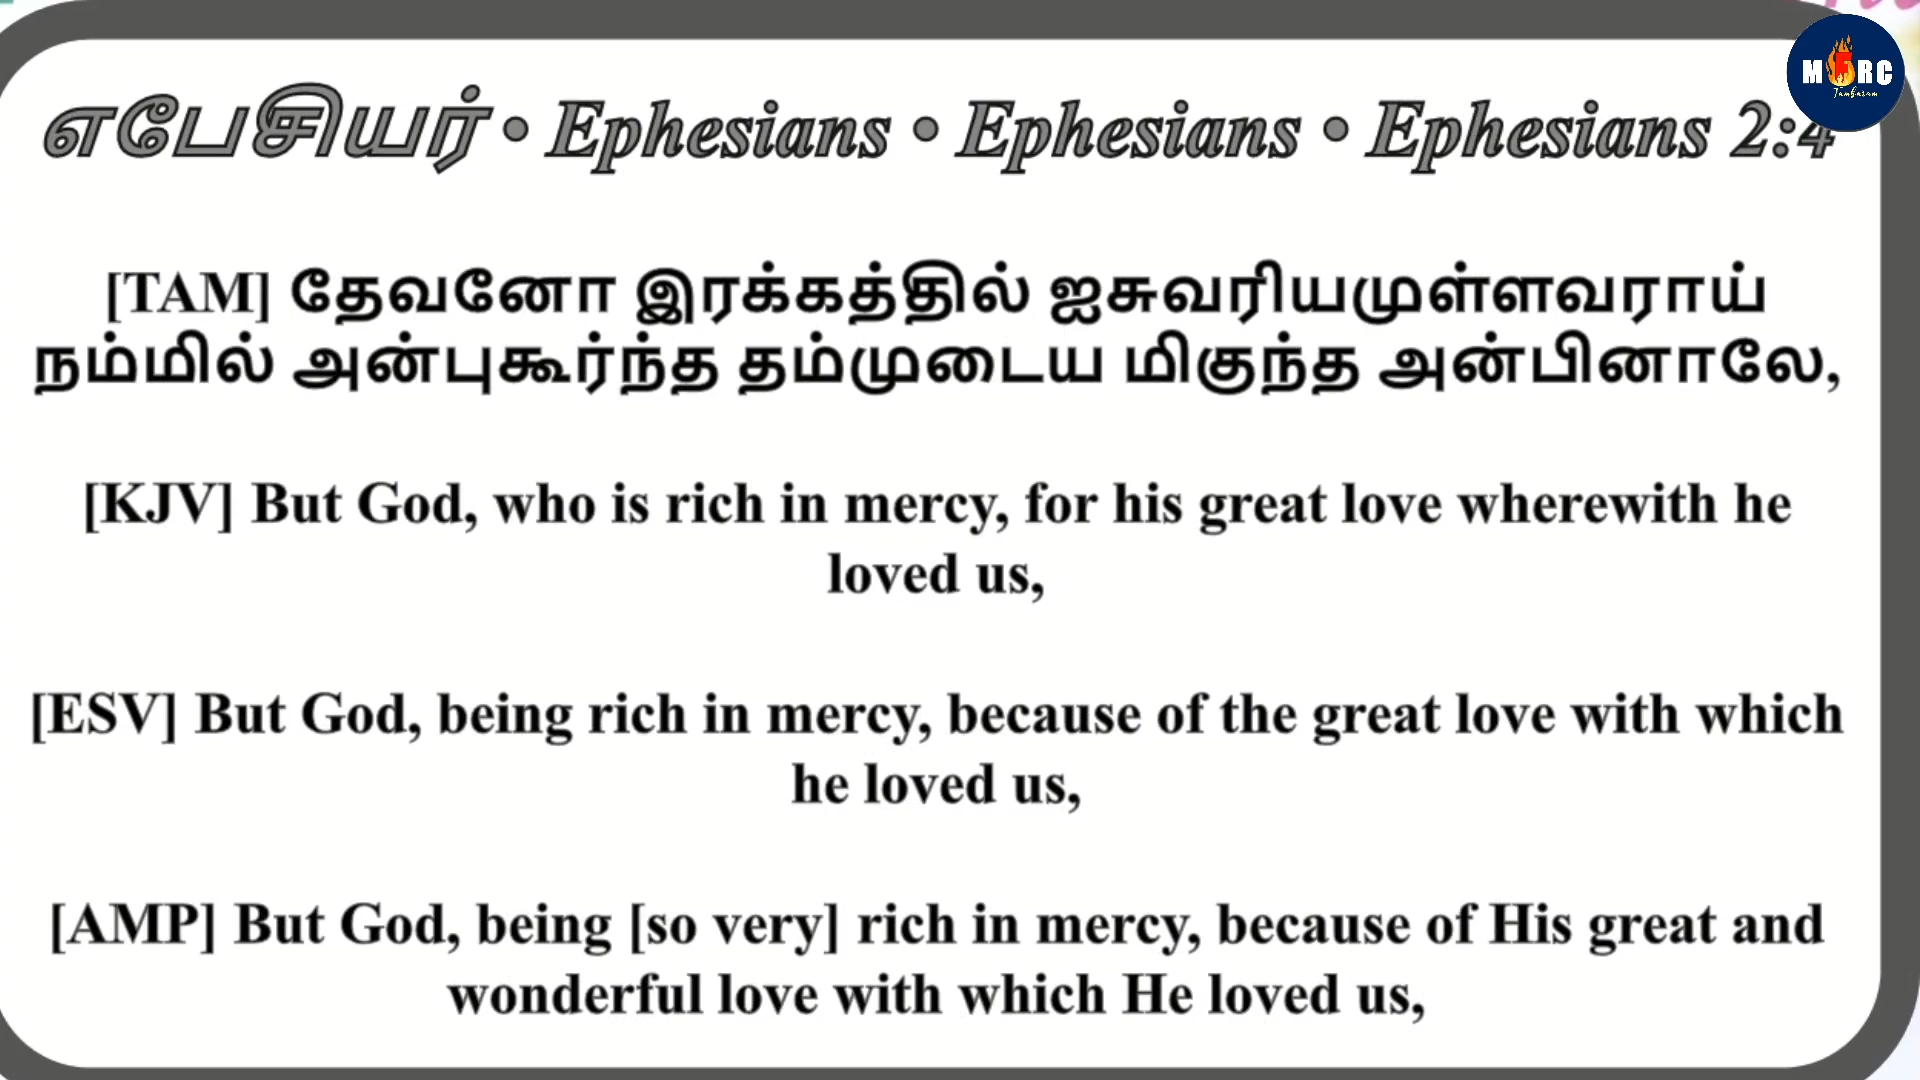 எபேசியர் • Ephesians • Ephesians • Ephesians 2:4
MFRC
Tambaram
[TAM] தேவனோ இரக்கத்தில் ஐசுவரியமுள்ளவராய்
நம்மில் அன்புகூர்ந்த தம்முடைய மிகுந்த அன்பினாலே,
[KJV] But God, who is rich in mercy, for his great love wherewith he
loved us,
[ESV] But God, being rich in mercy, because of the great love with which
he loved us,
[AMP] But God, being [so very] rich in mercy, because of His great and
wonderful love with which He loved us,